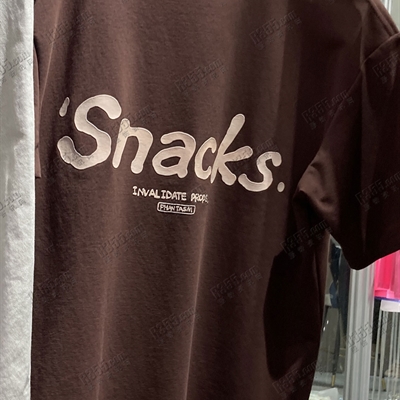 'Snacks.
INVALIDATE
PHANTASM